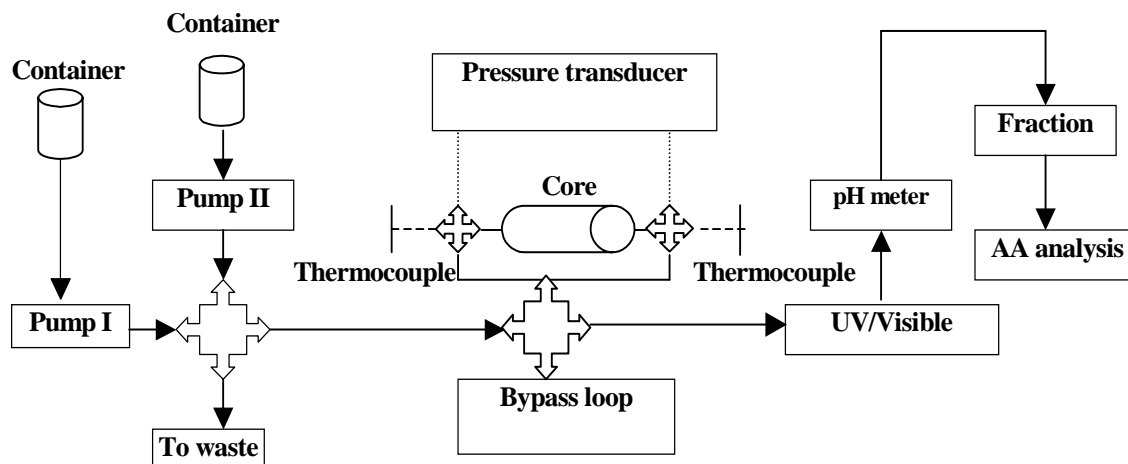 Container
Container
Pressure transducer
Fraction
Pump II
Core
pH meter
AA analysis
Thermocouple
Thermocouple
Pump I
UV/Visible
Bypass loop
To waste